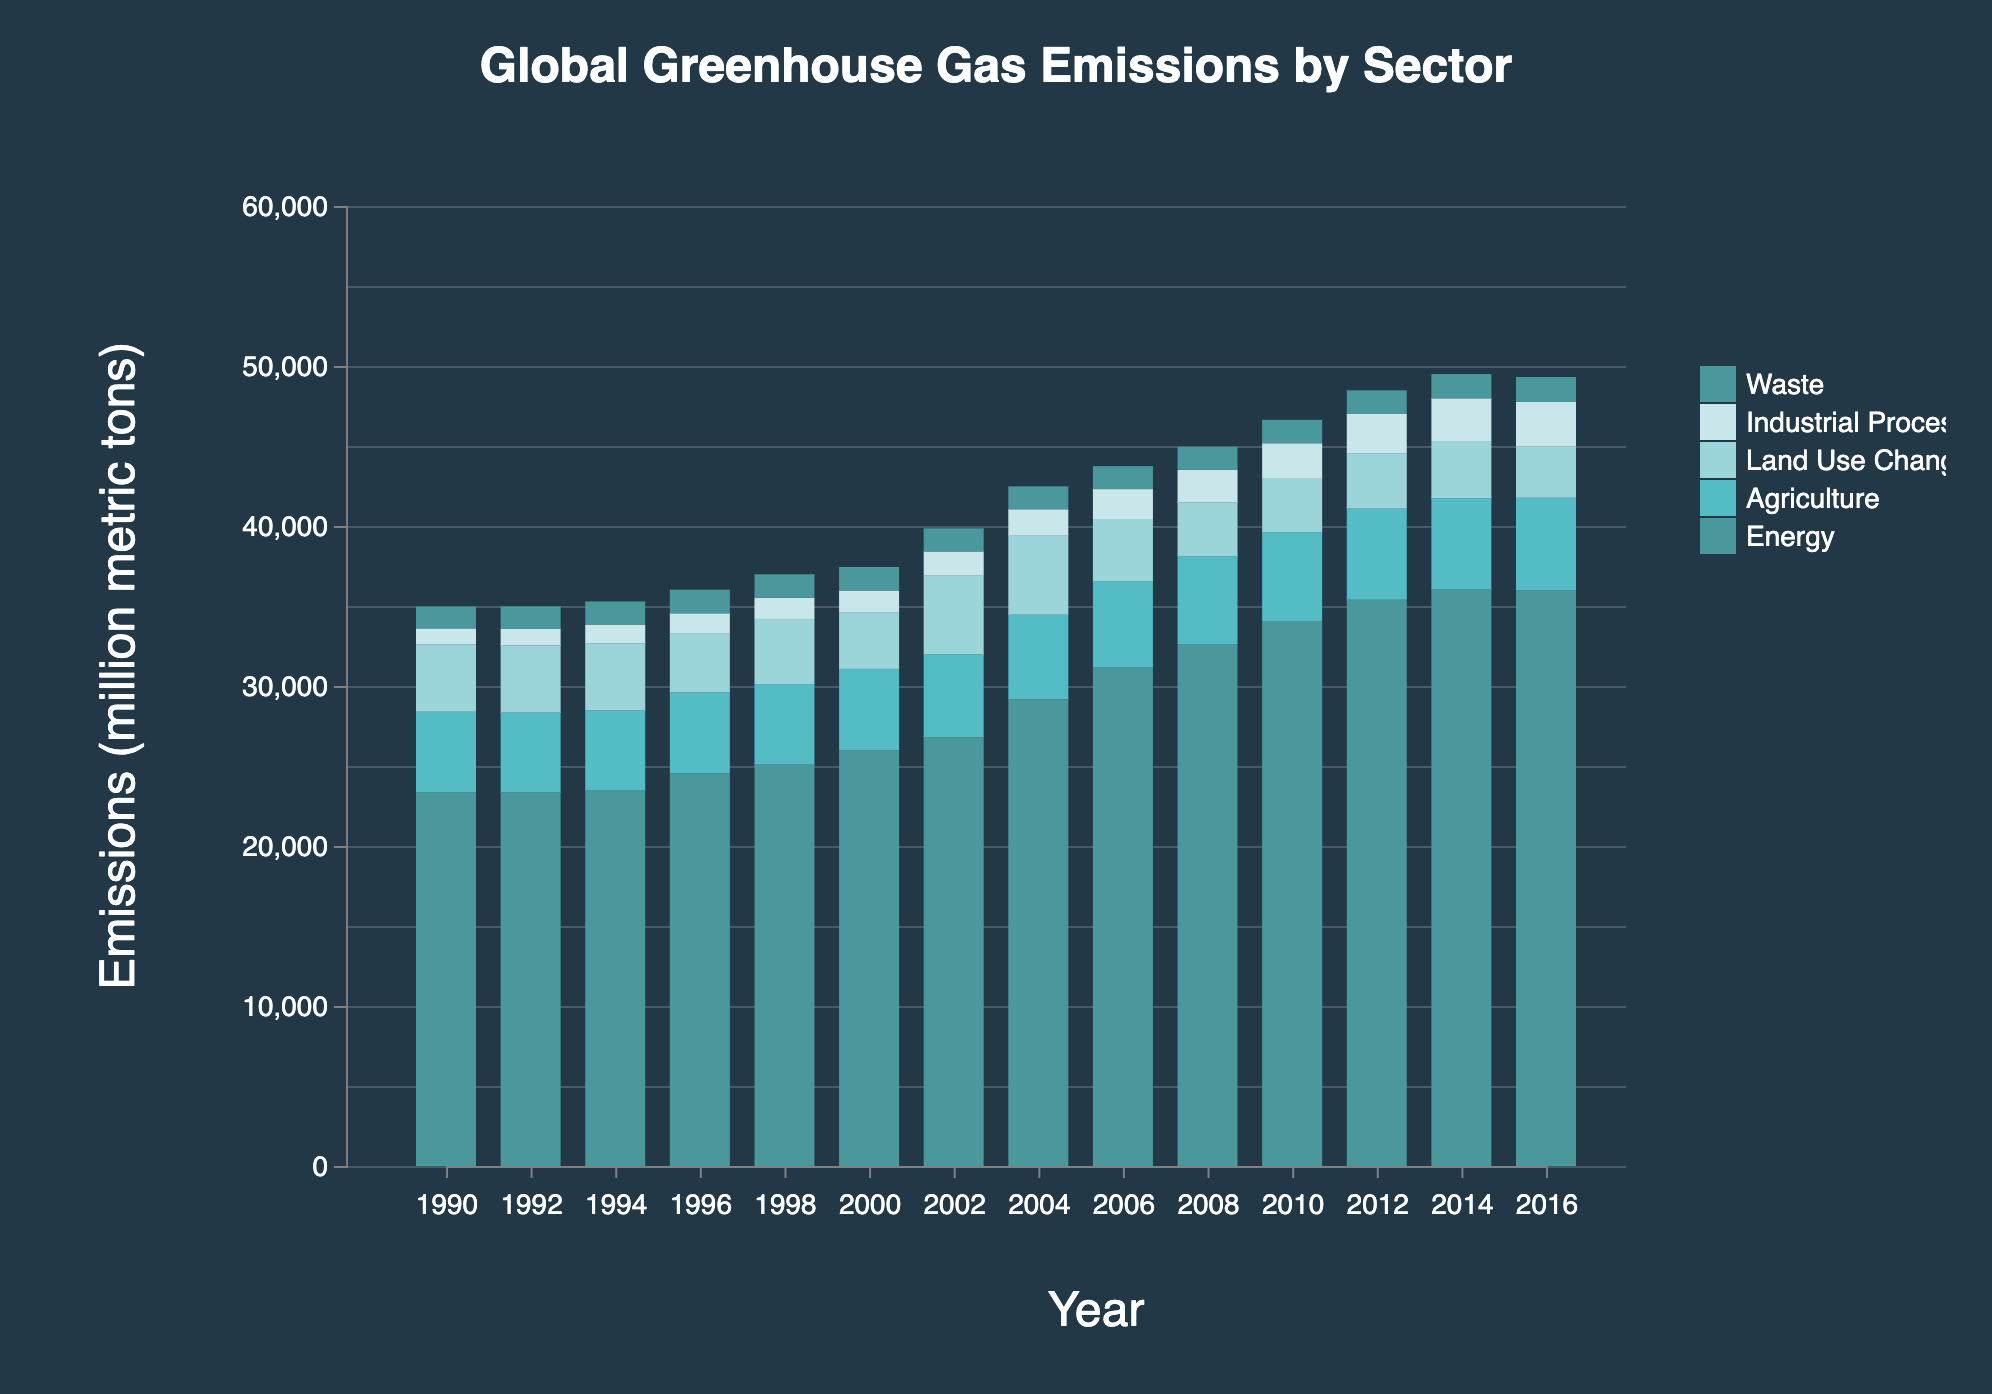 Global Greenhouse Gas Emissions by Sector
Emissions (million metric tons)
60,000
50,000
40,000
30,000
20,000
10,000
0
1990 1992 1994 1996 1998 2000 2002 2004 2006 2008 2010 2012 2014 2016
Year
Waste
Industrial Proces
Land Use Chang
Agriculture
Energy